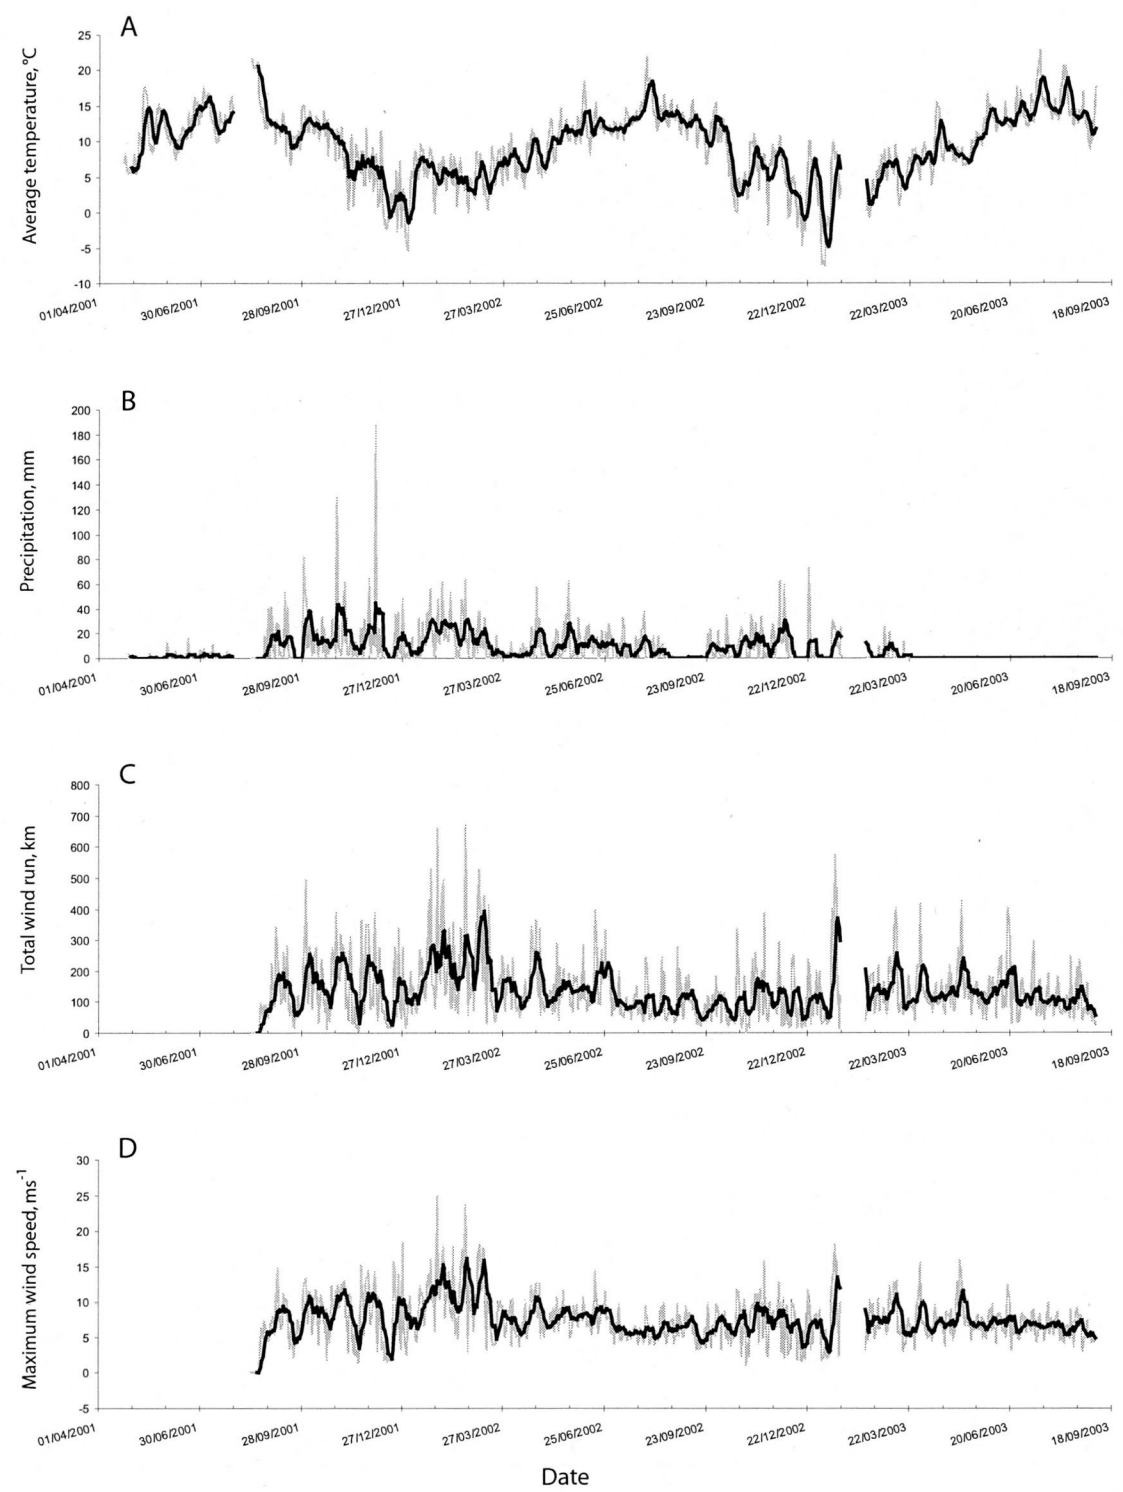 A
Average temperature, °C
25
20
15
10
5
0
-5
-10
01/04/2001 30/06/2001 28/09/2001 27/12/2001 27/03/2002 25/06/2002 23/09/2002 22/12/2002 22/03/2003 20/06/2003 18/09/2003
B
Precipitation, mm
200
180
160
140
120
100
80
60
40
20
0
01/04/2001 30/06/2001 28/09/2001 27/12/2001 27/03/2002 25/06/2002 23/09/2002 22/12/2002 22/03/2003 20/06/2003 18/09/2003
C
Total wind run, km
800
700
600
500
400
300
200
100
0
01/04/2001 30/06/2001 28/09/2001 27/12/2001 27/03/2002 25/06/2002 23/09/2002 22/12/2002 22/03/2003 20/06/2003 18/09/2003
D
Maximum wind speed, ms⁻¹
30
25
20
15
10
5
0
-5
01/04/2001 30/06/2001 28/09/2001 27/12/2001 27/03/2002 25/06/2002 23/09/2002 22/12/2002 22/03/2003 20/06/2003 18/09/2003
Date